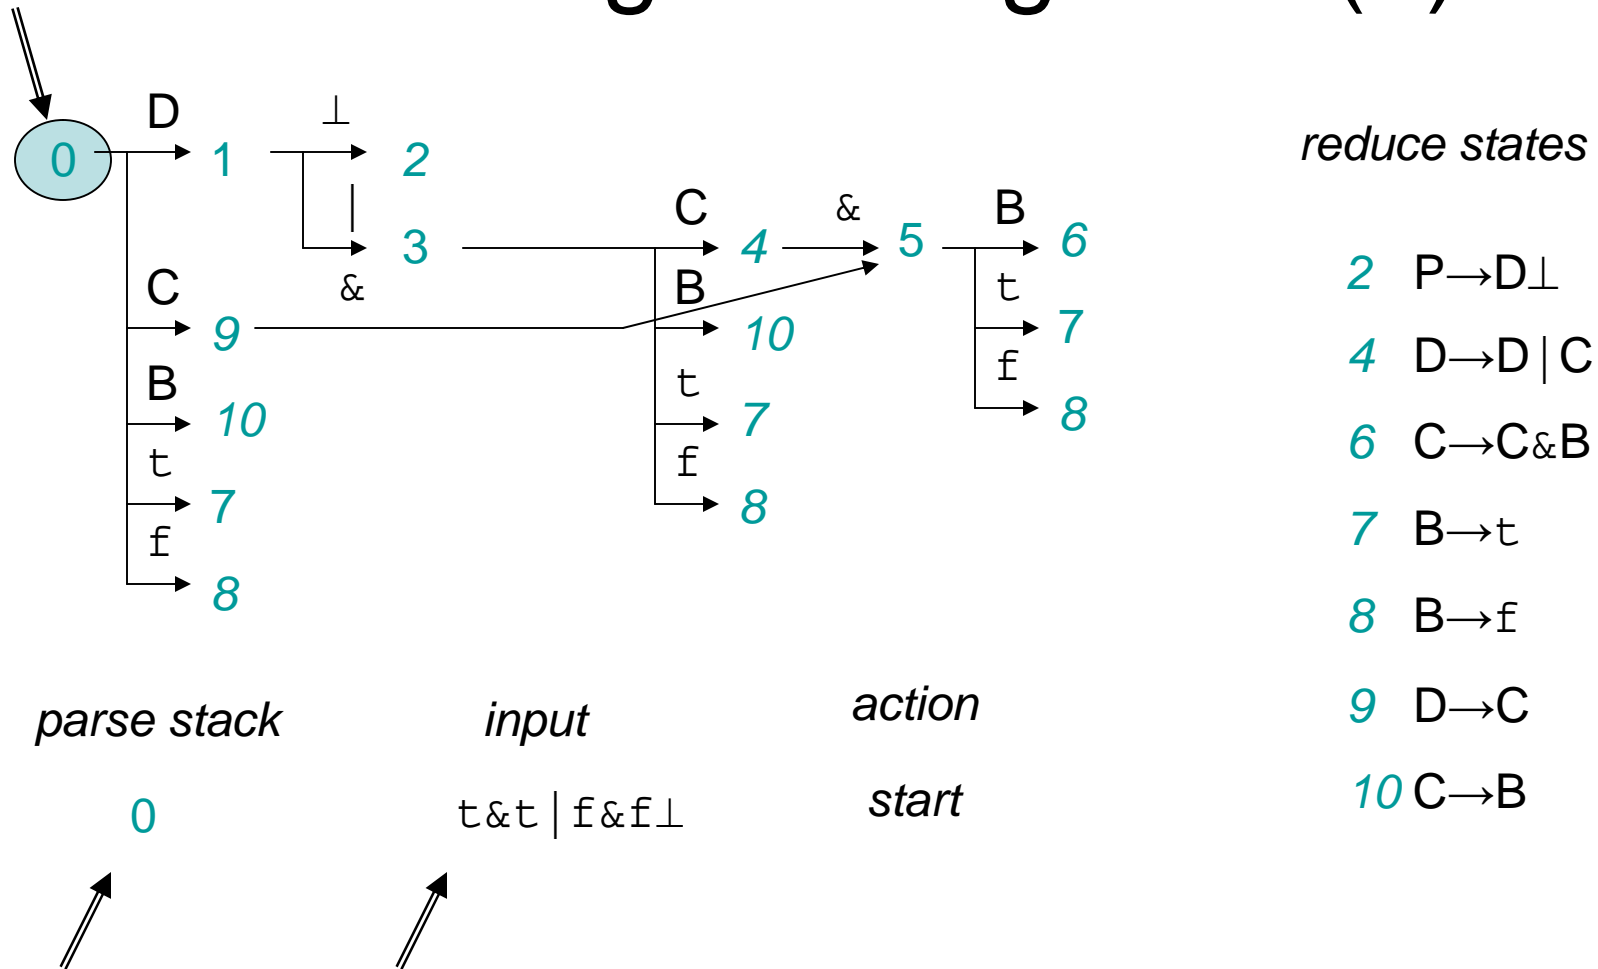 D ⊥
0 1 2 reduce states
|
C & B
3 4 5 6
2 P→D⊥
C & B t
9 10 7
4 D→D|C
B t f
10 7 8
6 C→C&B
t f
7 8
7 B→t
f
8
8 B→f
parse stack input action
9 D→C
0 t&t|f&f⊥ start
10 C→B